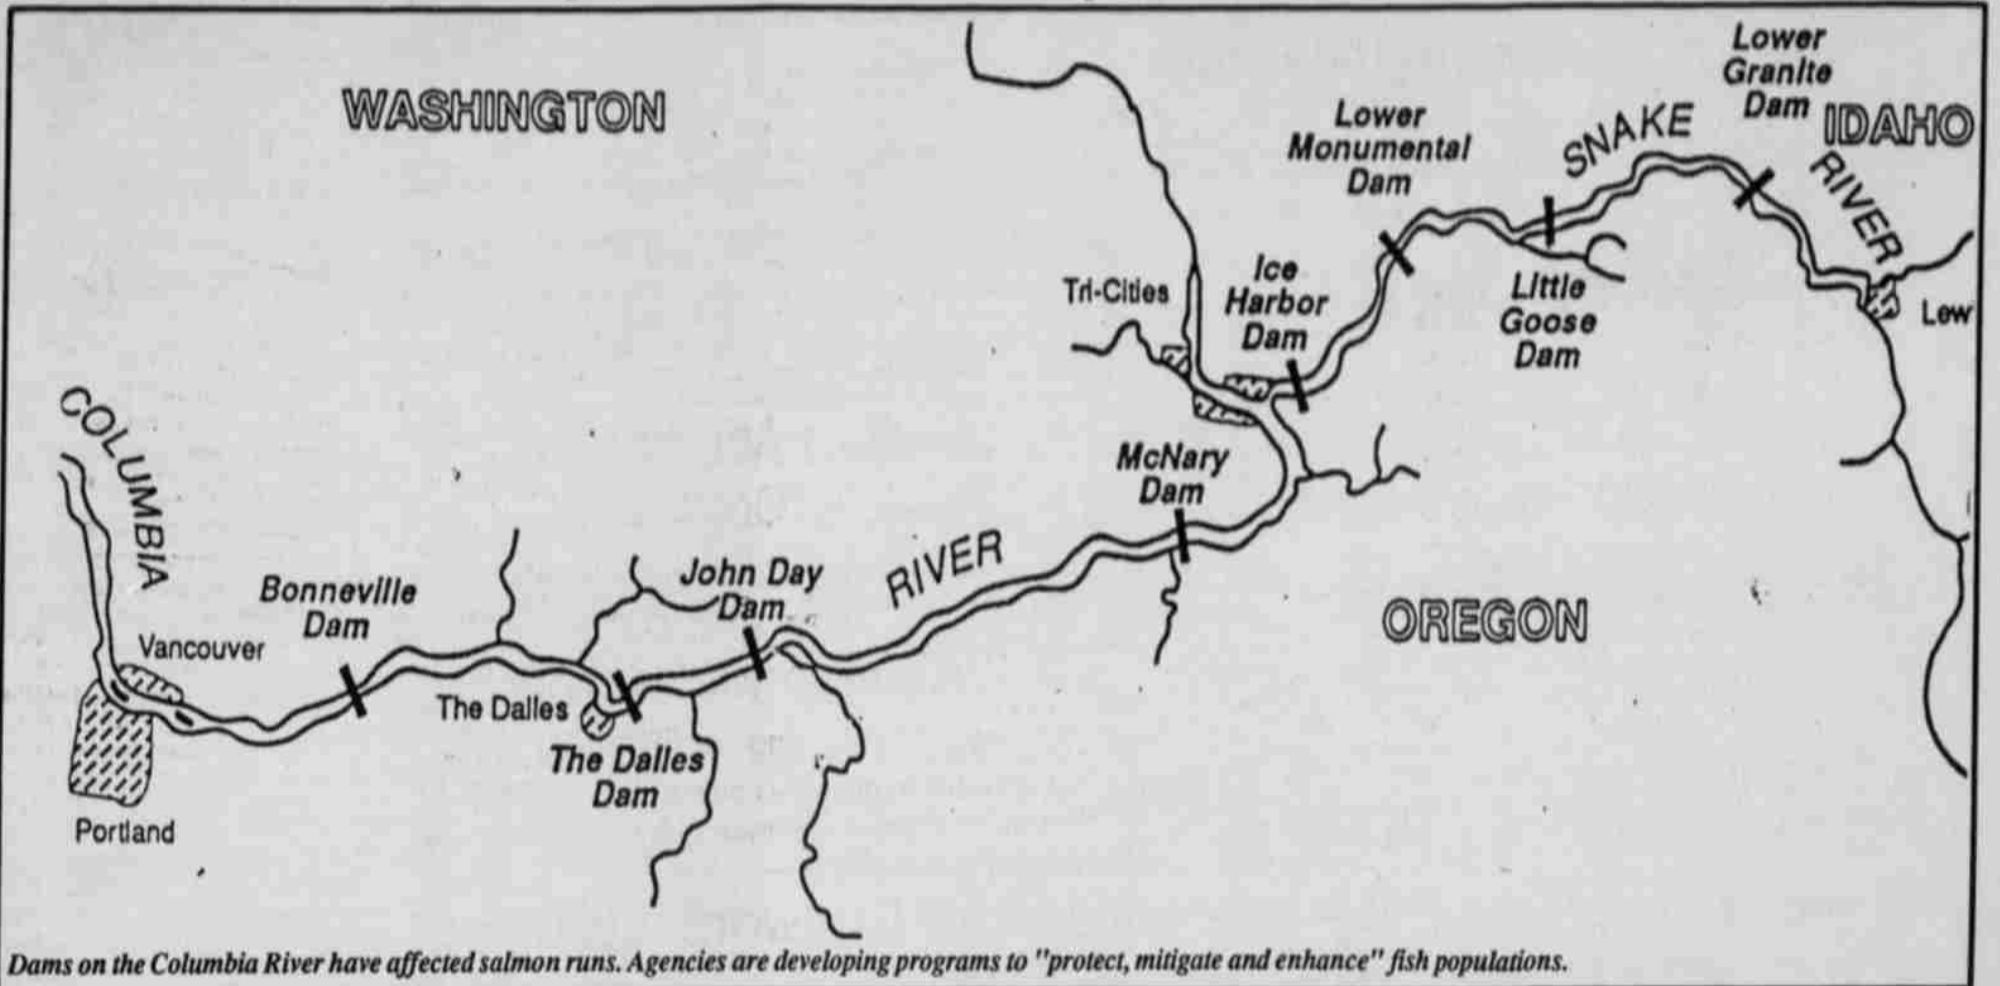 WASHINGTON
Lower
Granite
Dam
IDAHO
SNAKE
RIVER
Lower
Monumental
Dam
Ice
Harbor
Dam
Tri-Cities
Little
Goose
Dam
Lew
COLUMBIA
RIVER
McNary
Dam
John Day
Dam
Bonneville
Dam
Vancouver
The Dalles
The Dalles
Dam
OREGON
Portland
Dams on the Columbia River have affected salmon runs. Agencies are developing programs to "protect, mitigate and enhance" fish populations.